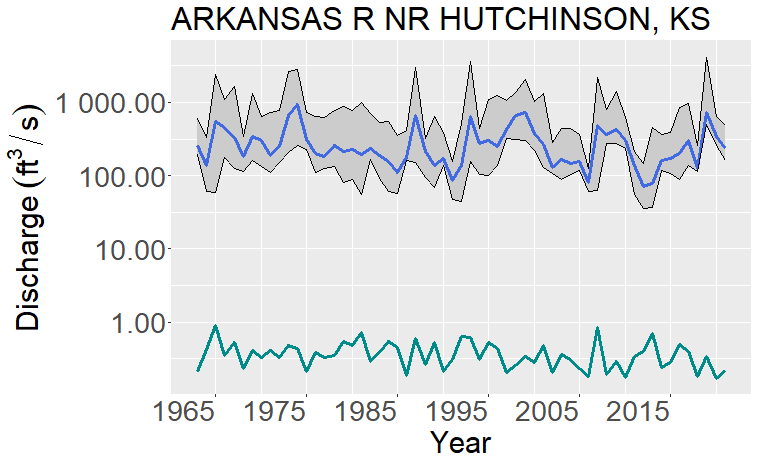 ARKANSAS R NR HUTCHINSON, KS
Discharge (ft³/s)
1 000.00
100.00
10.00
1.00
1965 1975 1985 1995 2005 2015
Year